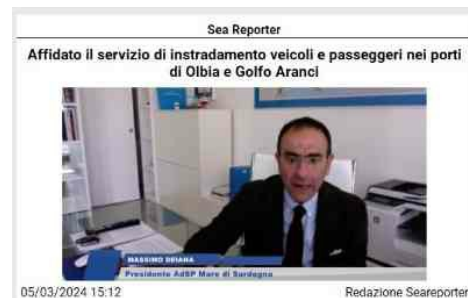 Sea Reporter
Affidato il servizio di instradamento veicoli e passeggeri nei porti
di Olbia e Golfo Aranci
MASSIMO DEIANA
Presidente AdSP Mare di Sardegna
05/03/2024 15:12
Redazione Seareporter